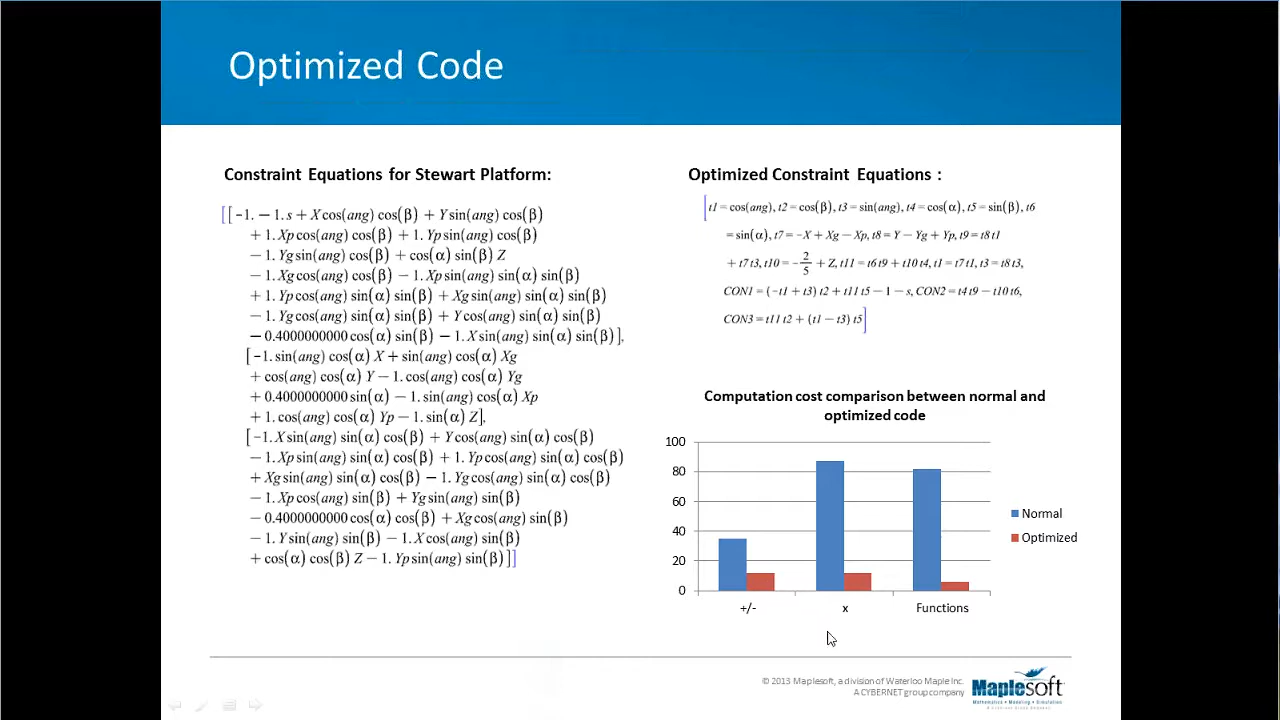 Optimized Code
Constraint Equations for Stewart Platform:
[[−1. − 1. s + X cos(ang) cos(β) + Y sin(ang) cos(β)
+ 1. Xp cos(ang) cos(β) + 1. Yp sin(ang) cos(β)
− 1. Yg sin(ang) cos(β) + cos(α) sin(β) Z
− 1. Xg cos(ang) cos(β) − 1. Xp sin(ang) sin(α) sin(β)
+ 1. Yp cos(ang) sin(α) sin(β) + Xg sin(ang) sin(α) sin(β)
− 1. Yg cos(ang) sin(α) sin(β) + Y cos(ang) sin(α) sin(β)
− 0.4000000000 cos(α) sin(β) − 1. X sin(ang) sin(α) sin(β)],
[−1. sin(ang) cos(α) X + sin(ang) cos(α) Xg
+ cos(ang) cos(α) Y − 1. cos(ang) cos(α) Yg
+ 0.4000000000 sin(α) − 1. sin(ang) cos(α) Xp
+ 1. cos(ang) cos(α) Yp − 1. sin(α) Z],
[−1. X sin(ang) sin(α) cos(β) + Y cos(ang) sin(α) cos(β)
− 1. Xp sin(ang) sin(α) cos(β) + 1. Yp cos(ang) sin(α) cos(β)
+ Xg sin(ang) sin(α) cos(β) − 1. Yg cos(ang) sin(α) cos(β)
− 1. Xp cos(ang) sin(β) + Yg sin(ang) sin(β)
− 0.4000000000 cos(α) cos(β) + Xg cos(ang) sin(β)
− 1. Y sin(ang) sin(β) − 1. X cos(ang) sin(β)
+ cos(α) cos(β) Z − 1. Yp sin(ang) sin(β)]]
Optimized Constraint Equations :
[t1 = cos(ang), t2 = cos(β), t3 = sin(ang), t4 = cos(α), t5 = sin(β), t6
= sin(α), t7 = −X + Xg − Xp, t8 = Y − Yg + Yp, t9 = t8 t1
+ t7 t3, t10 = −2/5 + Z, t11 = t6 t9 + t10 t4, t1 = t7 t1, t3 = t8 t3,
CON1 = (−t1 + t3) t2 + t11 t5 − 1 − s, CON2 = t4 t9 − t10 t6,
CON3 = t11 t2 + (t1 − t3) t5]
Computation cost comparison between normal and
optimized code
100
80
60
40
20
0
+/-
x
Functions
Normal
Optimized
© 2013 Maplesoft, a division of Waterloo Maple Inc.
A CYBERNET group company
Maplesoft
Mathematics • Modeling • Simulation